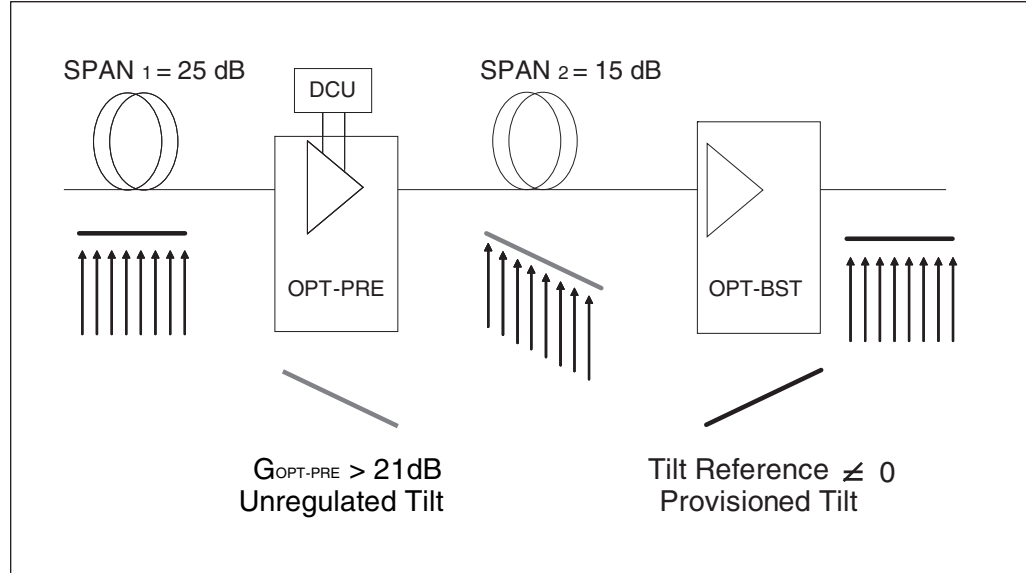 SPAN 1 = 25 dB
DCU
SPAN 2 = 15 dB
OPT-PRE
OPT-BST
GOPT-PRE > 21dB
Unregulated Tilt
Tilt Reference ≠ 0
Provisioned Tilt